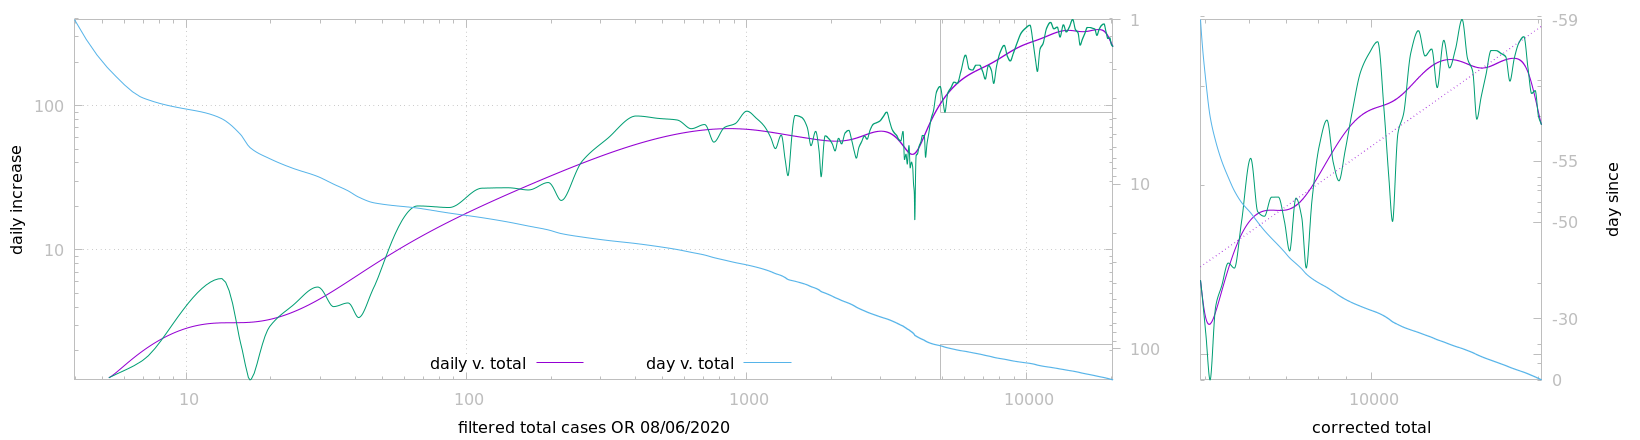 daily increase
100
10
1
10
100
daily v. total
day v. total
10
100
1000
10000
filtered total cases OR 08/06/2020
-59
-55
-50
-30
0
day since
10000
corrected total